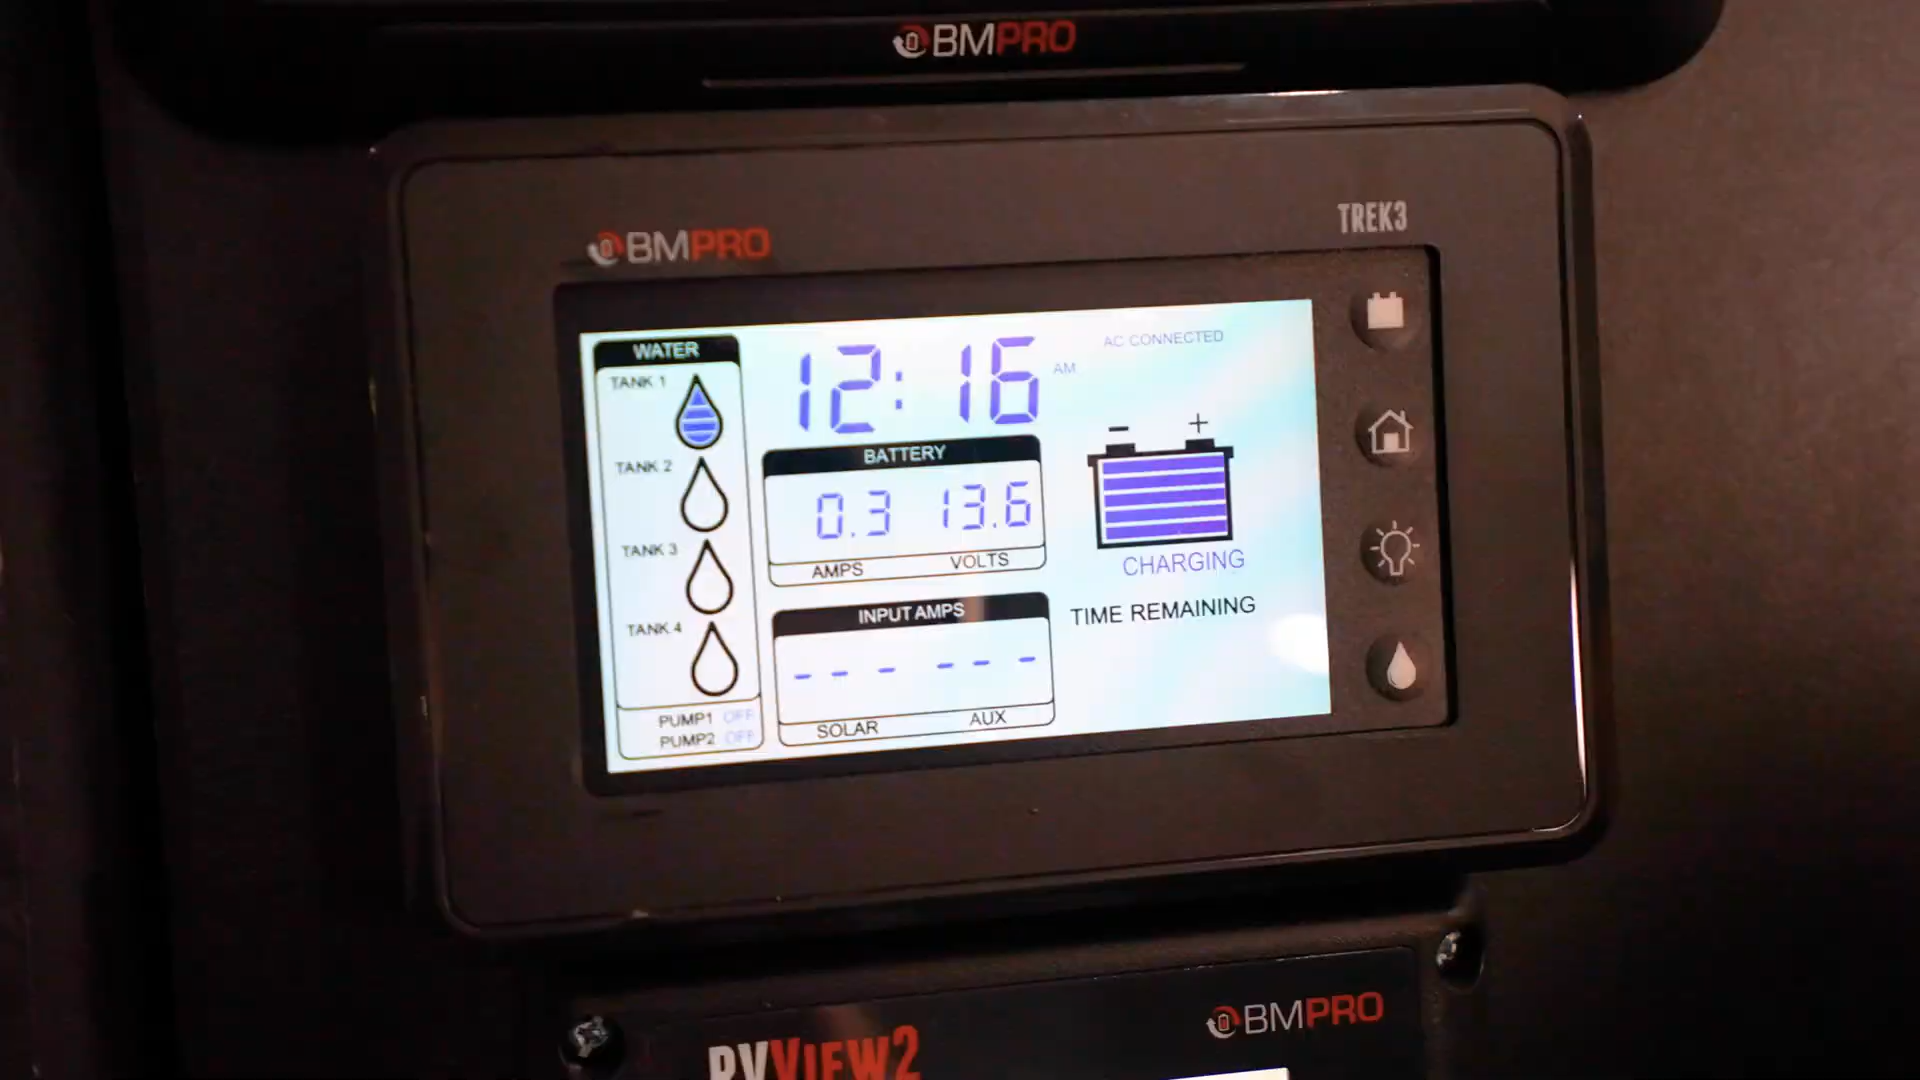 BMPRO
BMPRO
TREK3
WATER
TANK 1
TANK 2
TANK 3
TANK 4
PUMP1 OFF
PUMP2 OFF
12:16 AM
AC CONNECTED
BATTERY
0.3 13.6
AMPS VOLTS
INPUT AMPS
--- ---
SOLAR AUX
- +
CHARGING
TIME REMAINING
BMPRO
RVVIEW2